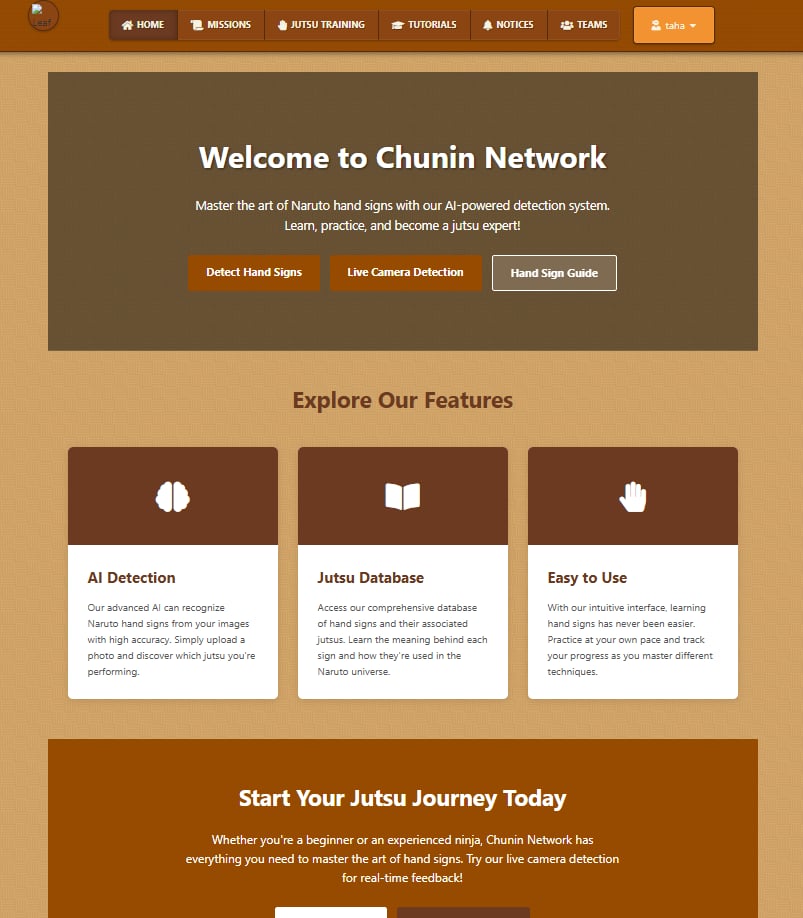 Leaf
HOME
MISSIONS
JUTSU TRAINING
TUTORIALS
NOTICES
TEAMS
taha
Welcome to Chunin Network
Master the art of Naruto hand signs with our AI-powered detection system.
Learn, practice, and become a jutsu expert!
Detect Hand Signs
Live Camera Detection
Hand Sign Guide
Explore Our Features
AI Detection
Our advanced AI can recognize
Naruto hand signs from your images
with high accuracy. Simply upload a
photo and discover which jutsu you're
performing.
Jutsu Database
Access our comprehensive database
of hand signs and their associated
jutsus. Learn the meaning behind each
sign and how they're used in the
Naruto universe.
Easy to Use
With our intuitive interface, learning
hand signs has never been easier.
Practice at your own pace and track
your progress as you master different
techniques.
Start Your Jutsu Journey Today
Whether you're a beginner or an experienced ninja, Chunin Network has
everything you need to master the art of hand signs. Try our live camera detection
for real-time feedback!